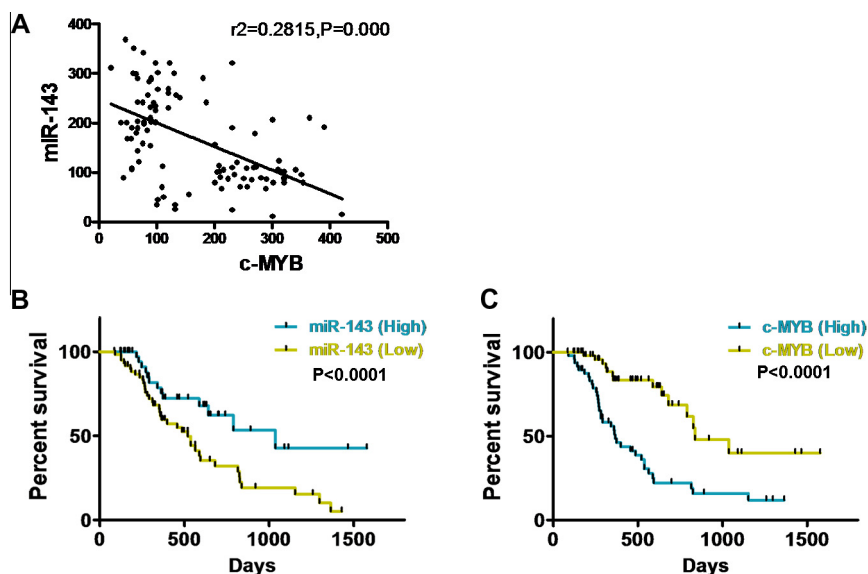 A
r2=0.2815,P=0.000
miR-143
400
300
200
100
0
0 100 200 300 400 500
c-MYB
B
miR-143 (High)
miR-143 (Low)
P<0.0001
Percent survival
100
50
0
0 500 1000 1500
Days
C
c-MYB (High)
c-MYB (Low)
P<0.0001
Percent survival
100
50
0
0 500 1000 1500
Days